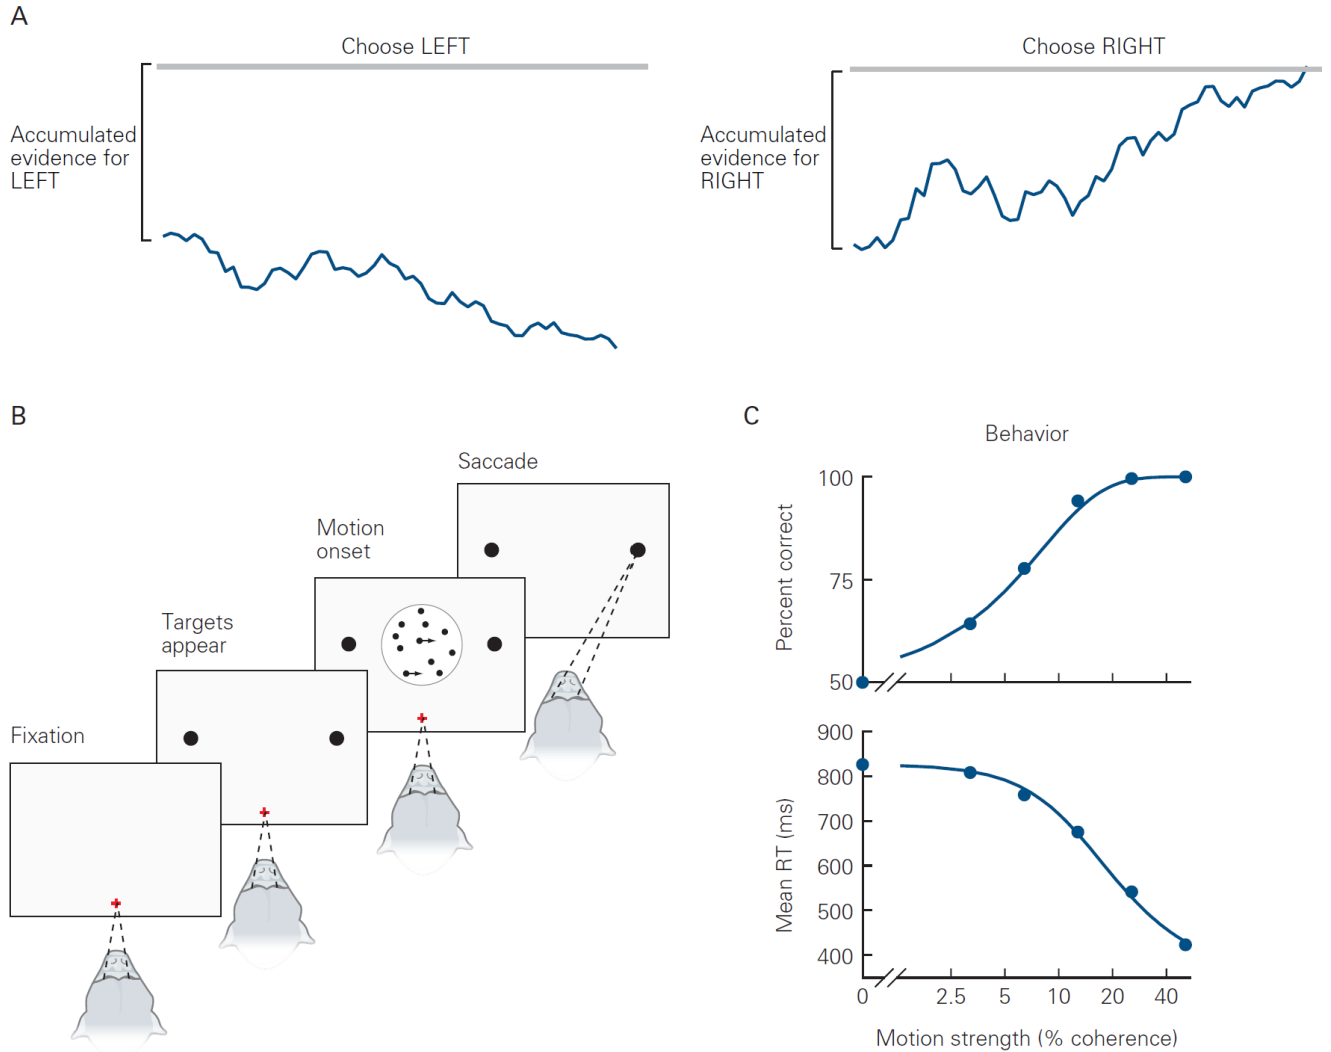 A
Choose LEFT
Accumulated
evidence for
LEFT
Choose RIGHT
Accumulated
evidence for
RIGHT
B
Fixation
Targets
appear
Motion
onset
Saccade
C
Behavior
Percent correct
100
75
50
Mean RT (ms)
900
800
700
600
500
400
0
2.5
5
10
20
40
Motion strength (% coherence)